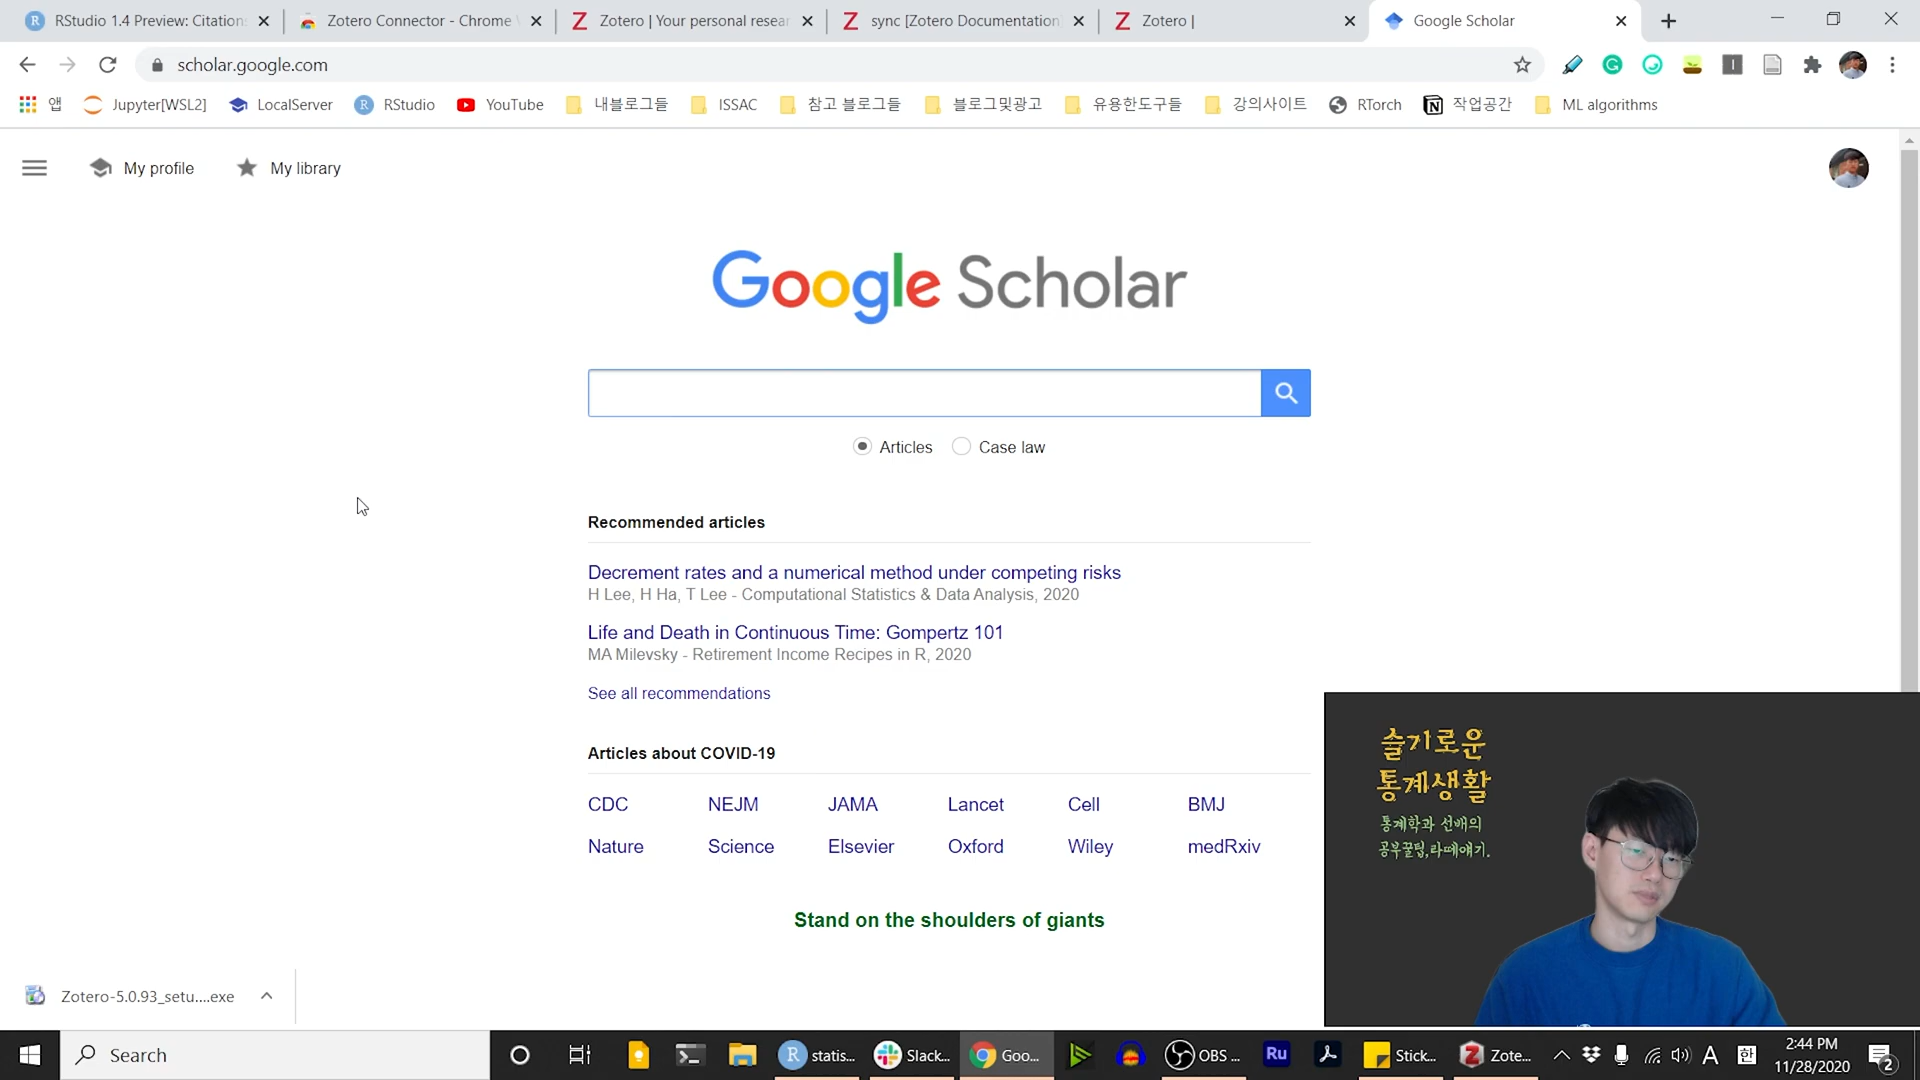 RStudio 1.4 Preview: Citations
Zotero Connector - Chrome
Zotero | Your personal resear
sync [Zotero Documentation
Zotero |
Google Scholar
scholar.google.com
앱
Jupyter[WSL2]
LocalServer
RStudio
YouTube
내블로그들
ISSAC
참고 블로그들
블로그및광고
유용한도구들
강의사이트
RTorch
작업공간
ML algorithms
My profile
My library
Google Scholar
Articles
Case law
Recommended articles
Decrement rates and a numerical method under competing risks
H Lee, H Ha, T Lee - Computational Statistics & Data Analysis, 2020
Life and Death in Continuous Time: Gompertz 101
MA Milevsky - Retirement Income Recipes in R, 2020
See all recommendations
Articles about COVID-19
CDC NEJM JAMA Lancet Cell BMJ
Nature Science Elsevier Oxford Wiley medRxiv
Stand on the shoulders of giants
슬기로운
통계생활
통계학과 선배의
공부꿀팁,라떼얘기.
Zotero-5.0.93_setu....exe
Search
statis...
Slack...
Goo...
OBS ...
Ru
Stick...
Zote...
A
한
2:44 PM
11/28/2020
2